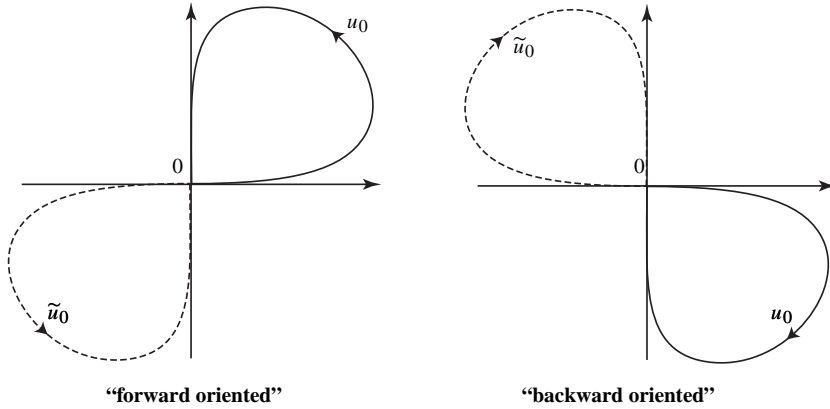 u₀
ũ₀
0
0
ũ₀
u₀
“forward oriented”
“backward oriented”